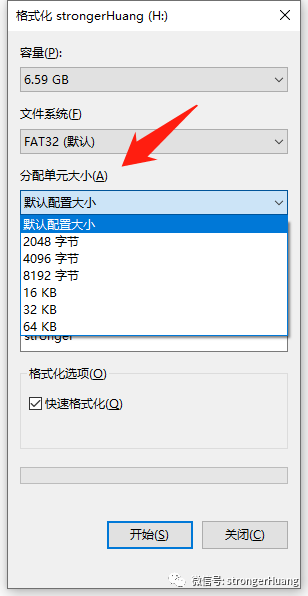 格式化 strongerHuang (H:)
容量(P):
6.59 GB
文件系统(F)
FAT32 (默认)
分配单元大小(A)
默认配置大小
默认配置大小
2048 字节
4096 字节
8192 字节
16 KB
32 KB
64 KB
stronger
格式化选项(O)
快速格式化(Q)
开始(S)
关闭(C)
微信号: strongerHuang